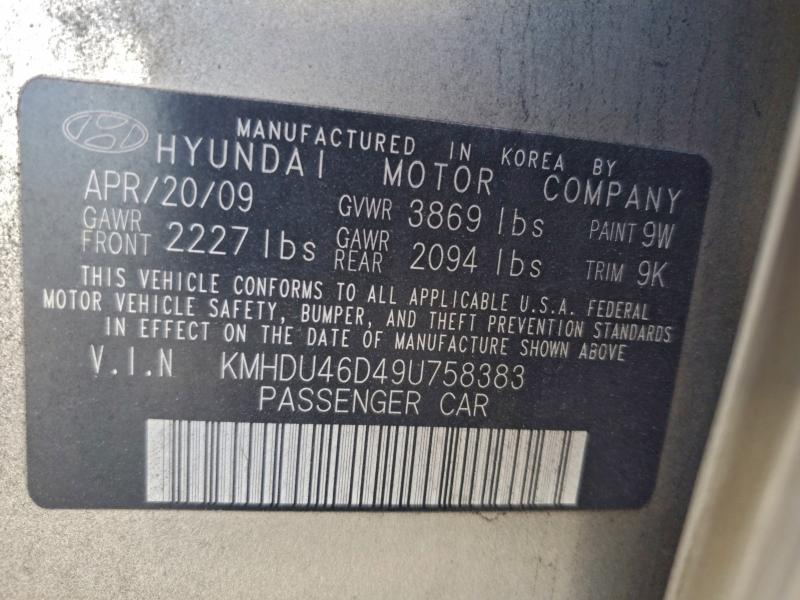 MANUFACTURED IN KOREA BY
HYUNDAI MOTOR COMPANY
APR/20/09 GVWR 3869 lbs PAINT 9W
GAWR FRONT 2227 lbs GAWR REAR 2094 lbs TRIM 9K
THIS VEHICLE CONFORMS TO ALL APPLICABLE U.S.A. FEDERAL
MOTOR VEHICLE SAFETY, BUMPER, AND THEFT PREVENTION STANDARDS
IN EFFECT ON THE DATE OF MANUFACTURE SHOWN ABOVE
V.I.N KMHDU46D49U758383
PASSENGER CAR